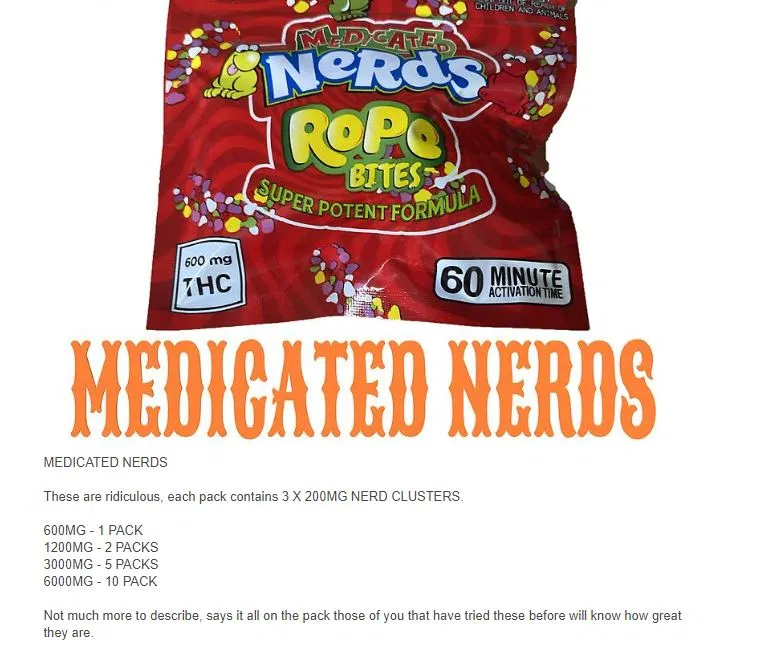 CHILDREN AND ANIMALS
MEDICATED
NeRdS
RoPe
BITES
SUPER POTENT FORMULA
600 mg
THC
60 MINUTE
ACTIVATION TIME
MEDICATED NERDS
MEDICATED NERDS
These are ridiculous, each pack contains 3 X 200MG NERD CLUSTERS.
600MG - 1 PACK
1200MG - 2 PACKS
3000MG - 5 PACKS
6000MG - 10 PACK
Not much more to describe, says it all on the pack those of you that have tried these before will know how great
they are.